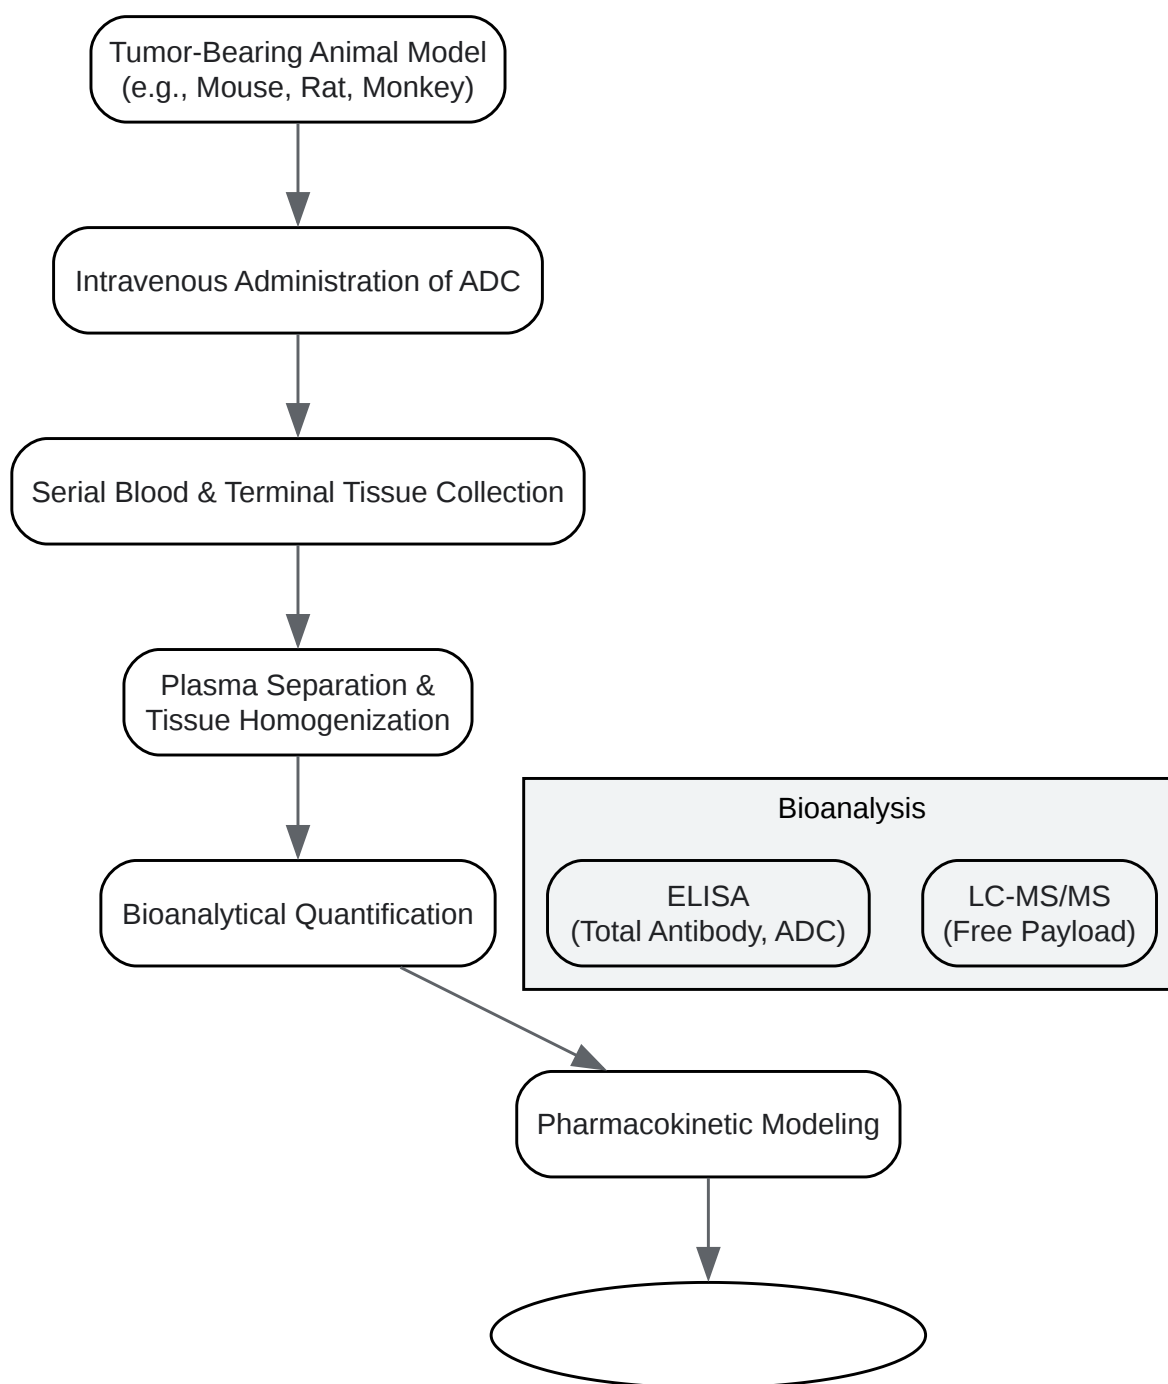 Tumor-Bearing Animal Model
(e.g., Mouse, Rat, Monkey)
Intravenous Administration of ADC
Serial Blood & Terminal Tissue Collection
Plasma Separation &
Tissue Homogenization
Bioanalytical Quantification
Bioanalysis
ELISA
(Total Antibody, ADC)
LC-MS/MS
(Free Payload)
Pharmacokinetic Modeling